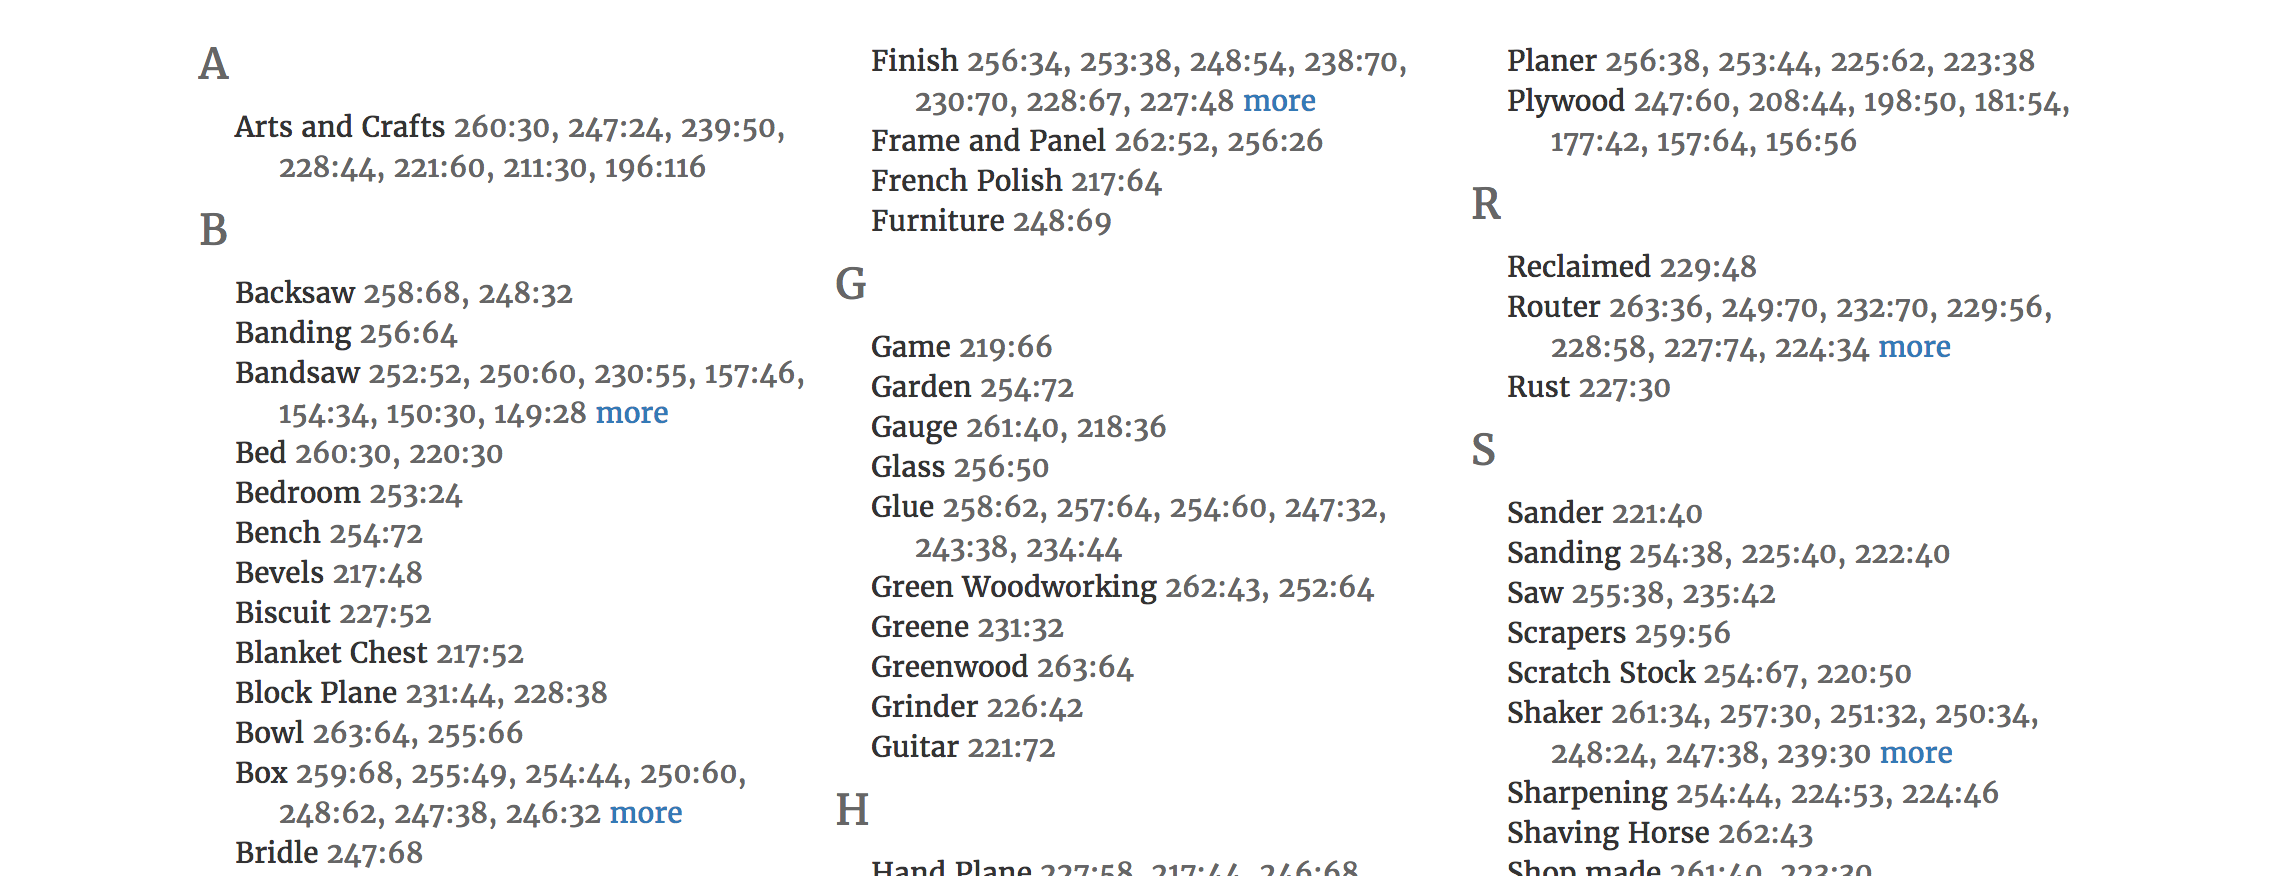 A
Arts and Crafts 260:30, 247:24, 239:50,
228:44, 221:60, 211:30, 196:116
B
Backsaw 258:68, 248:32
Banding 256:64
Bandsaw 252:52, 250:60, 230:55, 157:46,
154:34, 150:30, 149:28 more
Bed 260:30, 220:30
Bedroom 253:24
Bench 254:72
Bevels 217:48
Biscuit 227:52
Blanket Chest 217:52
Block Plane 231:44, 228:38
Bowl 263:64, 255:66
Box 259:68, 255:49, 254:44, 250:60,
248:62, 247:38, 246:32 more
Bridle 247:68
Finish 256:34, 253:38, 248:54, 238:70,
230:70, 228:67, 227:48 more
Frame and Panel 262:52, 256:26
French Polish 217:64
Furniture 248:69
G
Game 219:66
Garden 254:72
Gauge 261:40, 218:36
Glass 256:50
Glue 258:62, 257:64, 254:60, 247:32,
243:38, 234:44
Green Woodworking 262:43, 252:64
Greene 231:32
Greenwood 263:64
Grinder 226:42
Guitar 221:72
H
Hand Plane 227:58, 217:44, 246:68
Planer 256:38, 253:44, 225:62, 223:38
Plywood 247:60, 208:44, 198:50, 181:54,
177:42, 157:64, 156:56
R
Reclaimed 229:48
Router 263:36, 249:70, 232:70, 229:56,
228:58, 227:74, 224:34 more
Rust 227:30
S
Sander 221:40
Sanding 254:38, 225:40, 222:40
Saw 255:38, 235:42
Scrapers 259:56
Scratch Stock 254:67, 220:50
Shaker 261:34, 257:30, 251:32, 250:34,
248:24, 247:38, 239:30 more
Sharpening 254:44, 224:53, 224:46
Shaving Horse 262:43
Shop made 261:40, 223:30